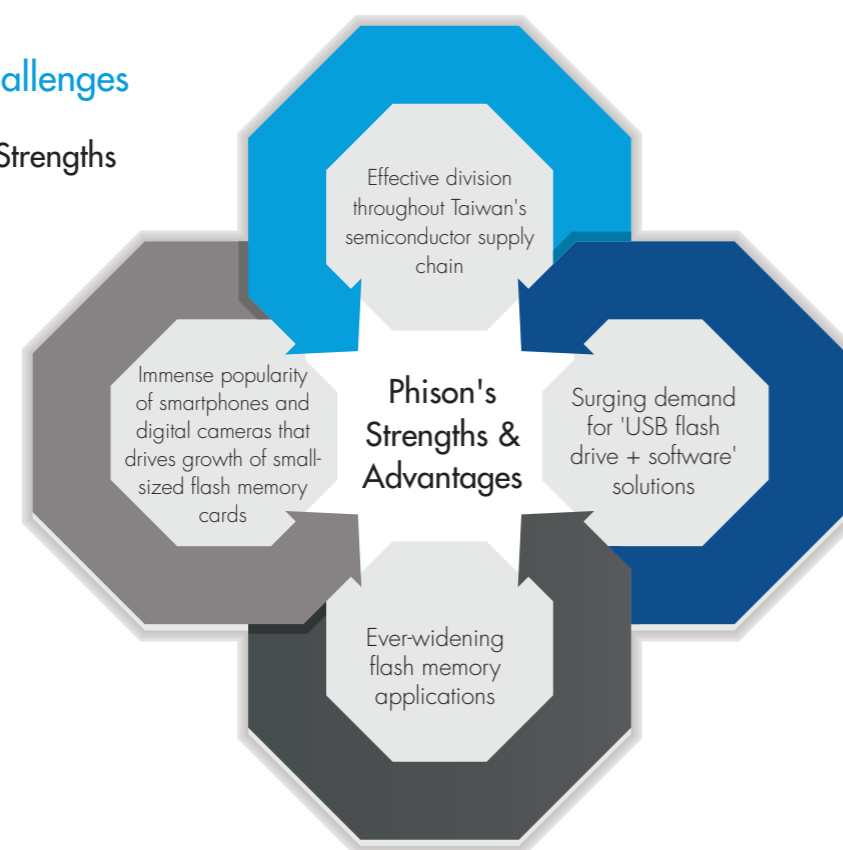 allenges
Strengths
Effective division
throughout Taiwan's
semiconductor supply
chain
Immense popularity
of smartphones and
digital cameras that
drives growth of small-
sized flash memory
cards
Phison's
Strengths &
Advantages
Surging demand
for 'USB flash
drive + software'
solutions
Ever-widening
flash memory
applications